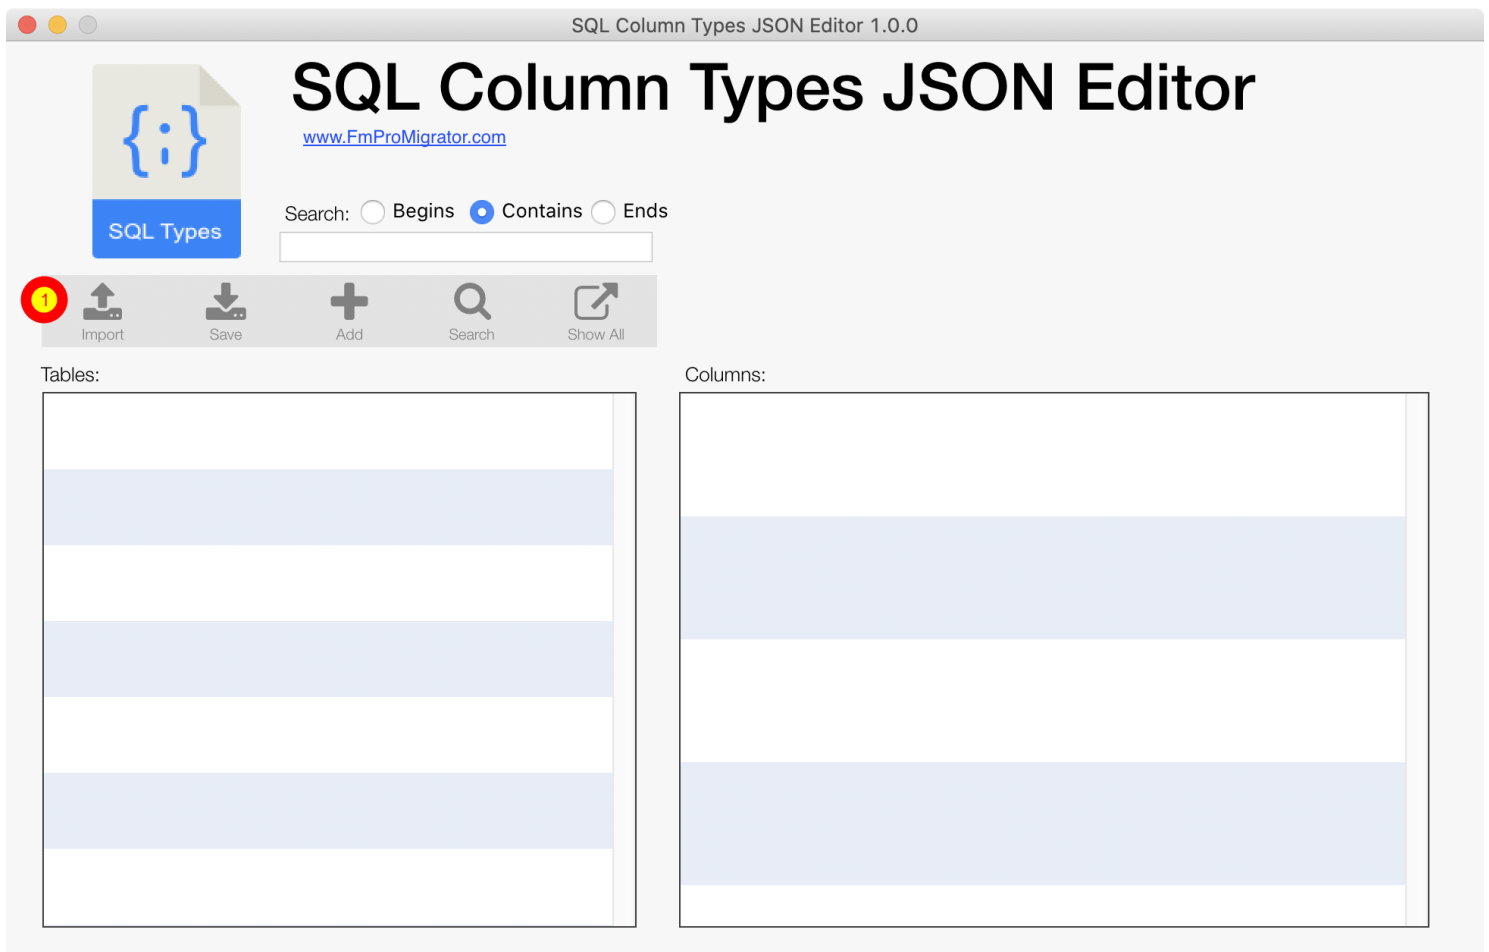 SQL Column Types JSON Editor 1.0.0
SQL Column Types JSON Editor
www.FmProMigrator.com
{;}
SQL Types
Search: Begins Contains Ends
1
Import Save Add Search Show All
Tables: Columns: